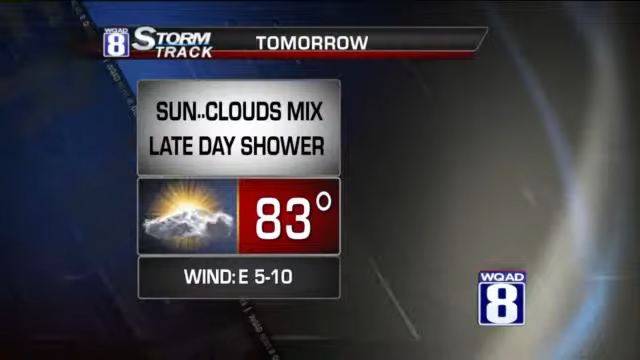 WQAD
8 STORM
TRACK
TOMORROW
SUN..CLOUDS MIX
LATE DAY SHOWER
83°
WIND: E 5-10
WQAD
8